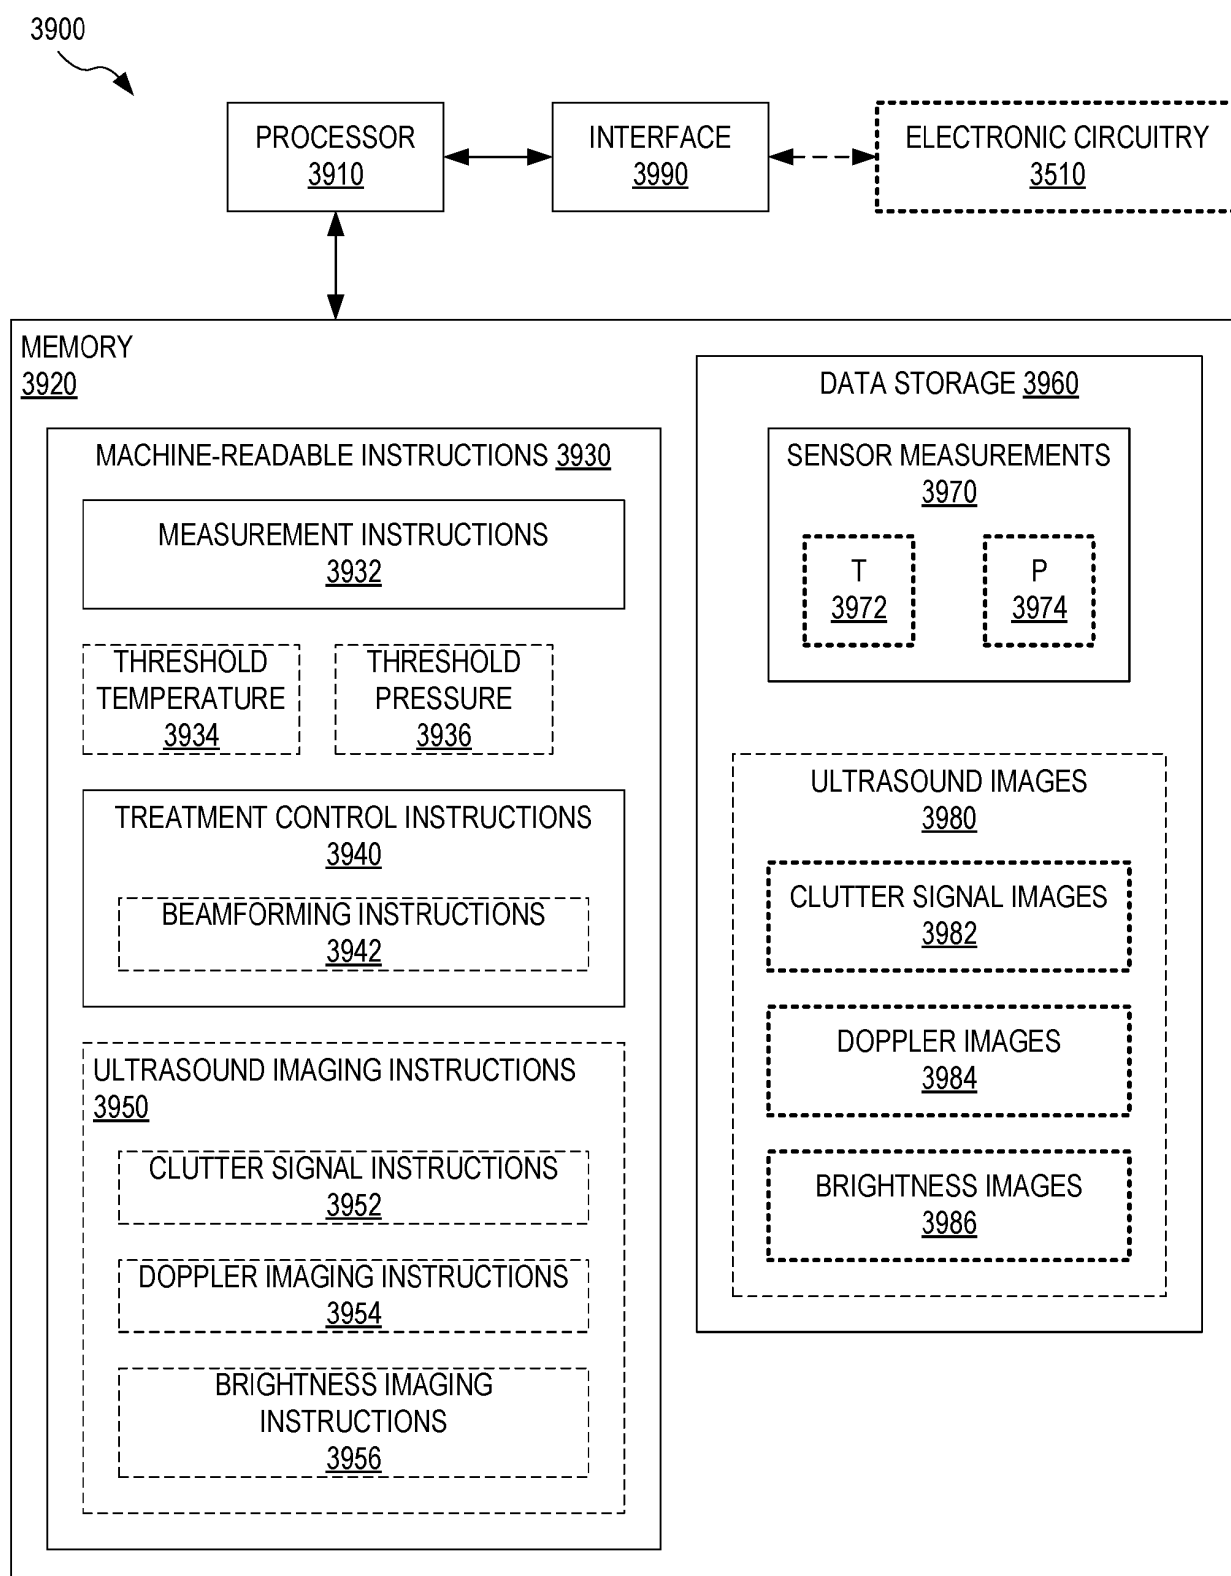 3900
PROCESSOR
3910
INTERFACE
3990
ELECTRONIC CIRCUITRY
3510
MEMORY
3920
MACHINE-READABLE INSTRUCTIONS 3930
MEASUREMENT INSTRUCTIONS
3932
THRESHOLD
TEMPERATURE
3934
THRESHOLD
PRESSURE
3936
TREATMENT CONTROL INSTRUCTIONS
3940
BEAMFORMING INSTRUCTIONS
3942
ULTRASOUND IMAGING INSTRUCTIONS
3950
CLUTTER SIGNAL INSTRUCTIONS
3952
DOPPLER IMAGING INSTRUCTIONS
3954
BRIGHTNESS IMAGING
INSTRUCTIONS
3956
DATA STORAGE 3960
SENSOR MEASUREMENTS
3970
T
3972
P
3974
ULTRASOUND IMAGES
3980
CLUTTER SIGNAL IMAGES
3982
DOPPLER IMAGES
3984
BRIGHTNESS IMAGES
3986